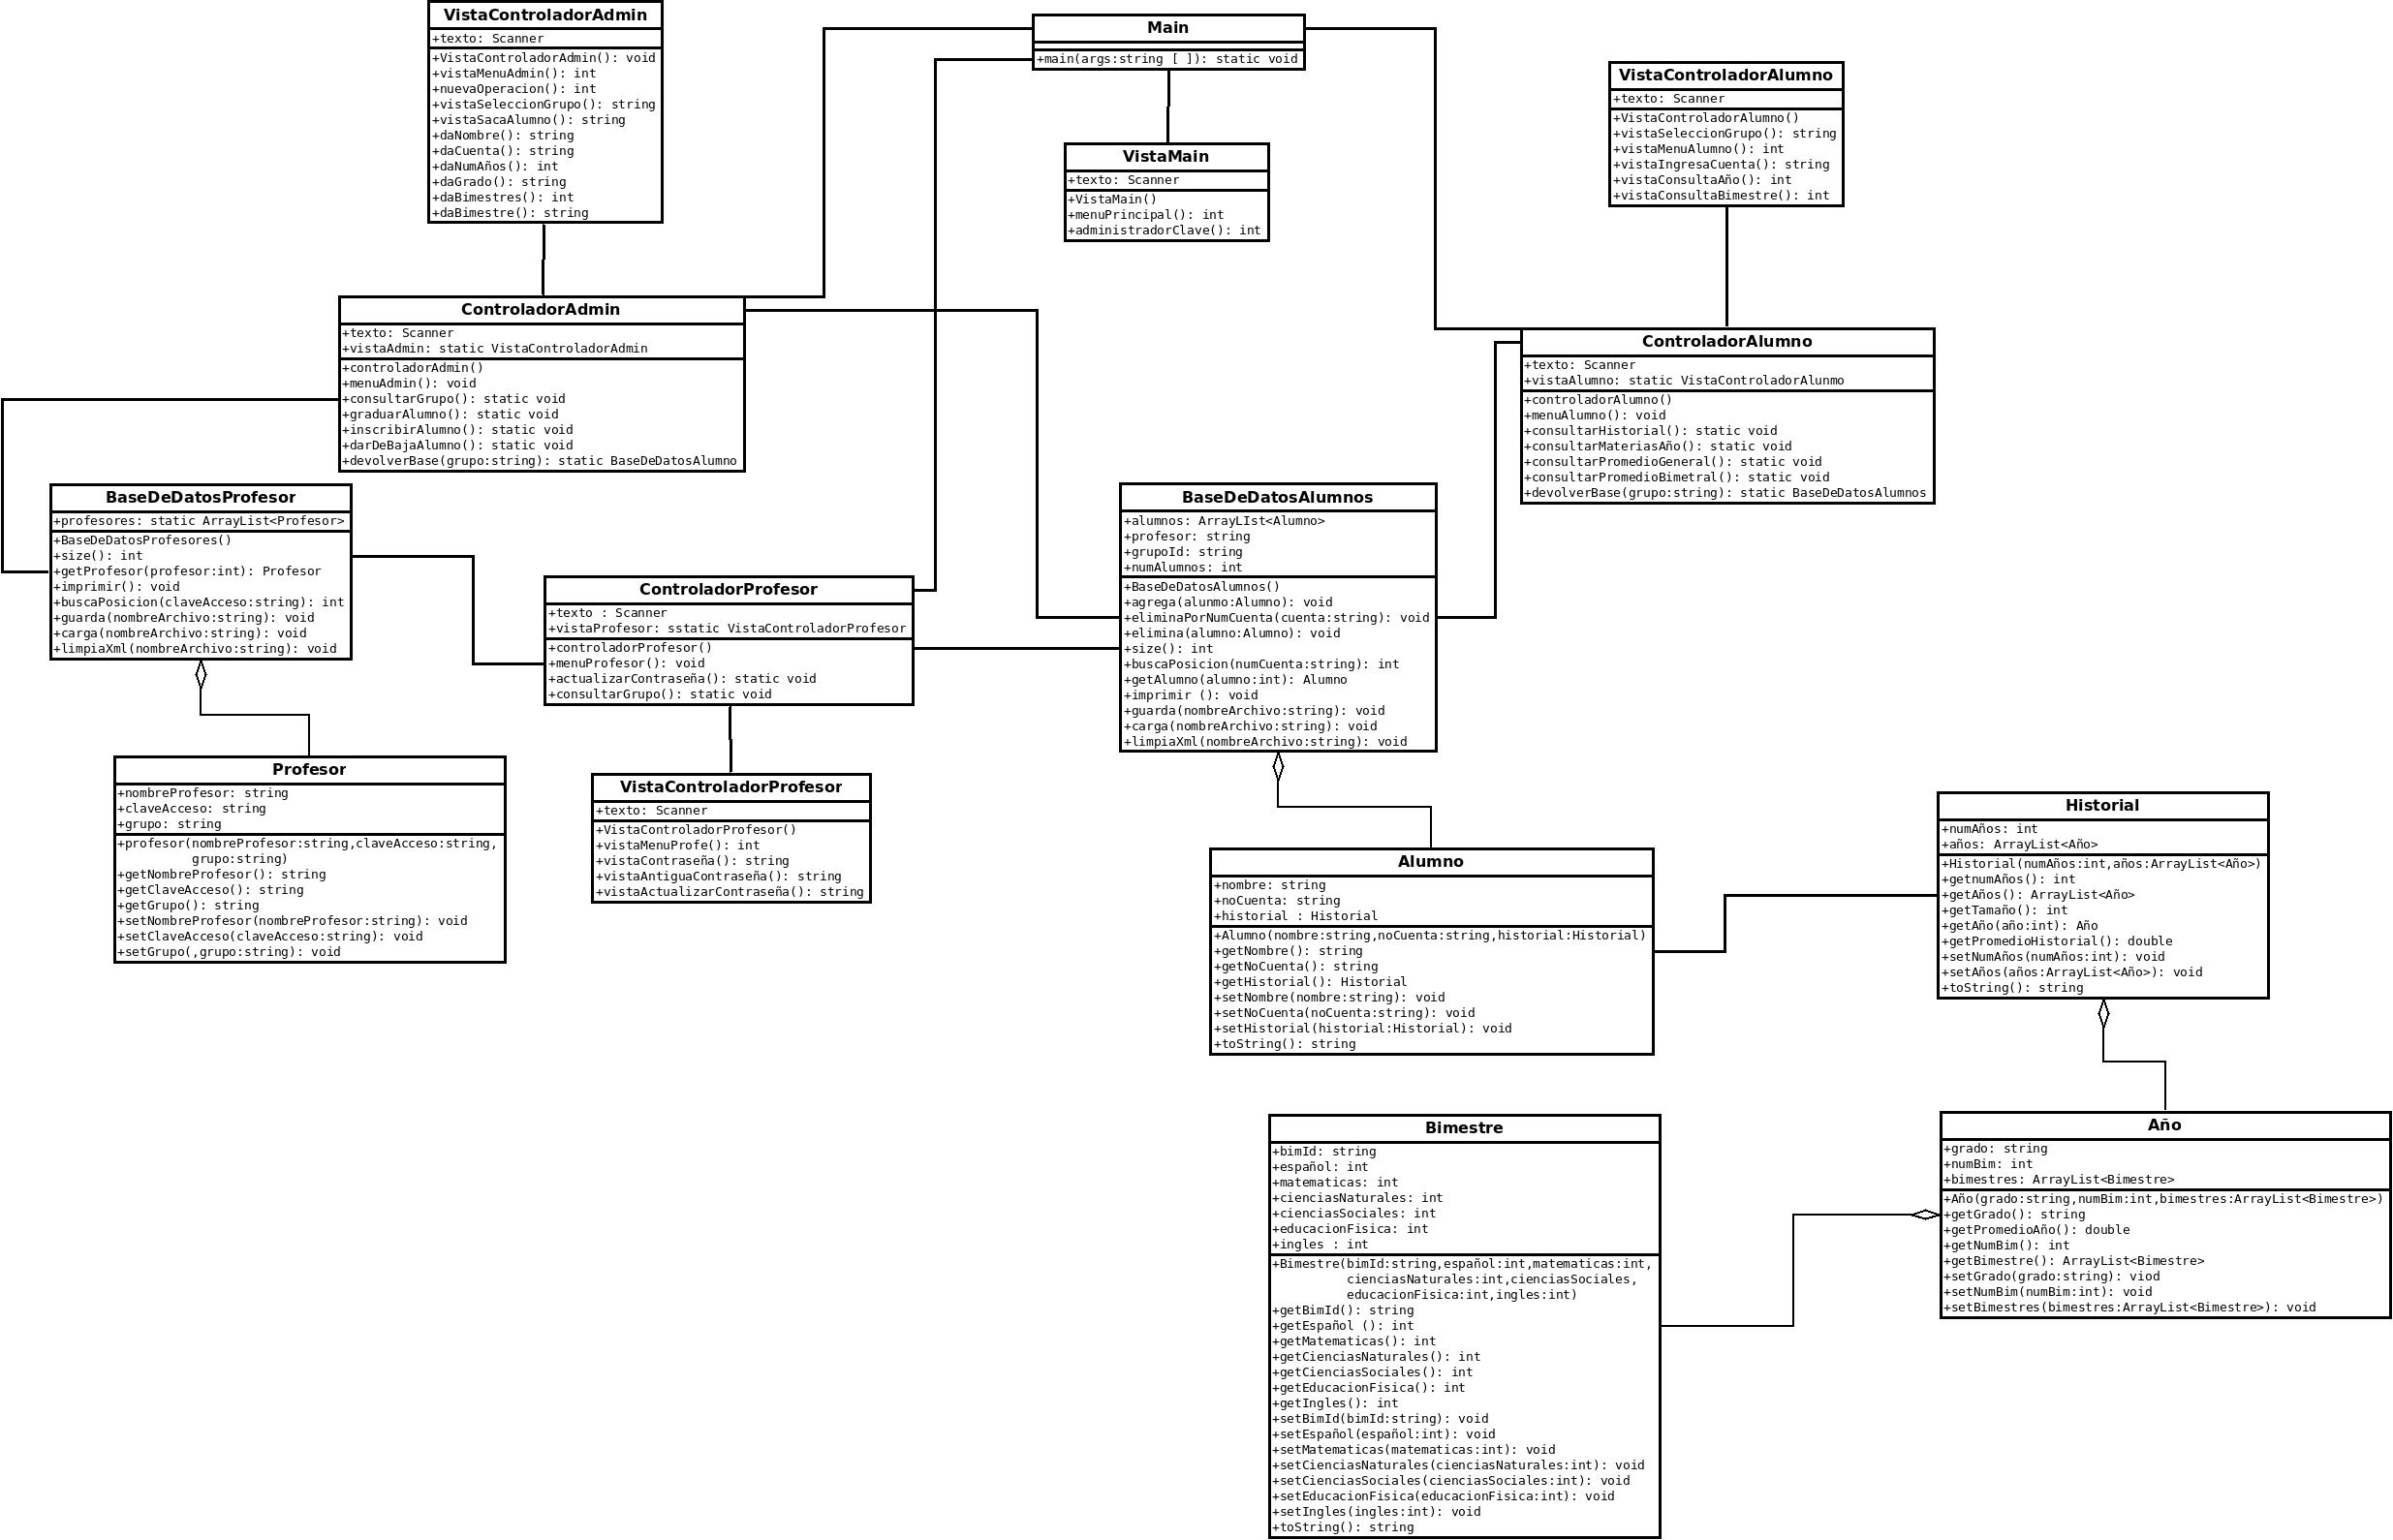 VistaControladorAdmin
+texto: Scanner
+VistaControladorAdmin(): void
+vistaMenuAdmin(): int
+nuevaOperacion(): int
+vistaSeleccionGrupo(): string
+vistaSacaAlumno(): string
+daNombre(): string
+daCuenta(): string
+daNumAños(): int
+daGrado(): string
+daBimestres(): int
+daBimestre(): string
Main
+main(args:string [ ]): static void
VistaMain
+texto: Scanner
+VistaMain()
+menuPrincipal(): int
+administradorClave(): int
VistaControladorAlumno
+texto: Scanner
+VistaControladorAlumno()
+vistaSeleccionGrupo(): string
+vistaMenuAlumno(): int
+vistaIngresaCuenta(): string
+vistaConsultaAño(): int
+vistaConsultaBimestre(): int
ControladorAdmin
+texto: Scanner
+vistaAdmin: static VistaControladorAdmin
+controladorAdmin()
+menuAdmin(): void
+consultarGrupo(): static void
+graduarAlumno(): static void
+inscribirAlumno(): static void
+darDeBajaAlumno(): static void
+devolverBase(grupo:string): static BaseDeDatosAlumno
ControladorAlumno
+texto: Scanner
+vistaAlumno: static VistaControladorAlunmo
+controladorAlumno()
+menuAlumno(): void
+consultarHistorial(): static void
+consultarMateriasAño(): static void
+consultarPromedioGeneral(): static void
+consultarPromedioBimetral(): static void
+devolverBase(grupo:string): static BaseDeDatosAlumnos
BaseDeDatosProfesor
+profesores: static ArrayList<Profesor>
+BaseDeDatosProfesores()
+size(): int
+getProfesor(profesor:int): Profesor
+imprimir(): void
+buscaPosicion(claveAcceso:string): int
+guarda(nombreArchivo:string): void
+carga(nombreArchivo:string): void
+limpiaXml(nombreArchivo:string): void
ControladorProfesor
+texto : Scanner
+vistaProfesor: sstatic VistaControladorProfesor
+controladorProfesor()
+menuProfesor(): void
+actualizarContraseña(): static void
+consultarGrupo(): static void
BaseDeDatosAlumnos
+alumnos: ArrayLIst<Alumno>
+profesor: string
+grupoId: string
+numAlumnos: int
+BaseDeDatosAlumnos()
+agrega(alunmo:Alumno): void
+eliminaPorNumCuenta(cuenta:string): void
+elimina(alumno:Alumno): void
+size(): int
+buscaPosicion(numCuenta:string): int
+getAlumno(alumno:int): Alumno
+imprimir (): void
+guarda(nombreArchivo:string): void
+carga(nombreArchivo:string): void
+limpiaXml(nombreArchivo:string): void
Profesor
+nombreProfesor: string
+claveAcceso: string
+grupo: string
+profesor(nombreProfesor:string,claveAcceso:string,
grupo:string)
+getNombreProfesor(): string
+getClaveAcceso(): string
+getGrupo(): string
+setNombreProfesor(nombreProfesor:string): void
+setClaveAcceso(claveAcceso:string): void
+setGrupo(,grupo:string): void
VistaControladorProfesor
+texto: Scanner
+VistaControladorProfesor()
+vistaMenuProfe(): int
+vistaContraseña(): string
+vistaAntiguaContraseña(): string
+vistaActualizarContraseña(): string
Alumno
+nombre: string
+noCuenta: string
+historial : Historial
+Alumno(nombre:string,noCuenta:string,historial:Historial)
+getNombre(): string
+getNoCuenta(): string
+getHistorial(): Historial
+setNombre(nombre:string): void
+setNoCuenta(noCuenta:string): void
+setHistorial(historial:Historial): void
+toString(): string
Historial
+numAños: int
+años: ArrayList<Año>
+Historial(numAños:int,años:ArrayList<Año>)
+getnumAños(): int
+getAños(): ArrayList<Año>
+getTamaño(): int
+getAño(año:int): Año
+getPromedioHistorial(): double
+setNumAños(numAños:int): void
+setAños(años:ArrayList<Año>): void
+toString(): string
Bimestre
+bimId: string
+español: int
+matematicas: int
+cienciasNaturales: int
+cienciasSociales: int
+educacionFisica: int
+ingles : int
+Bimestre(bimId:string,español:int,matematicas:int,
cienciasNaturales:int,cienciasSociales,
educacionFisica:int,ingles:int)
+getBimId(): string
+getEspañol (): int
+getMatematicas(): int
+getCienciasNaturales(): int
+getCienciasSociales(): int
+getEducacionFisica(): int
+getIngles(): int
+setBimId(bimId:string): void
+setEspañol(español:int): void
+setMatematicas(matematicas:int): void
+setCienciasNaturales(cienciasNaturales:int): void
+setCienciasSociales(cienciasSociales:int): void
+setEducacionFisica(educacionFisica:int): void
+setIngles(ingles:int): void
+toString(): string
Año
+grado: string
+numBim: int
+bimestres: ArrayList<Bimestre>
+Año(grado:string,numBim:int,bimestres:ArrayList<Bimestre>)
+getGrado(): string
+getPromedioAño(): double
+getNumBim(): int
+getBimestre(): ArrayList<Bimestre>
+setGrado(grado:string): viod
+setNumBim(numBim:int): void
+setBimestres(bimestres:ArrayList<Bimestre>): void